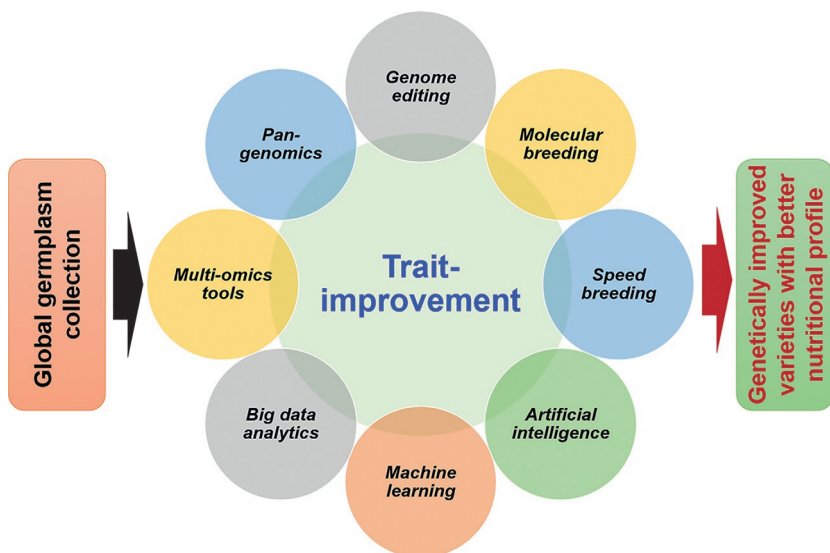 Global germplasm
collection
Genome
editing
Molecular
breeding
Speed
breeding
Artificial
intelligence
Machine
learning
Big data
analytics
Multi-omics
tools
Pan-
genomics
Trait-
improvement
Genetically improved
varieties with better
nutritional profile